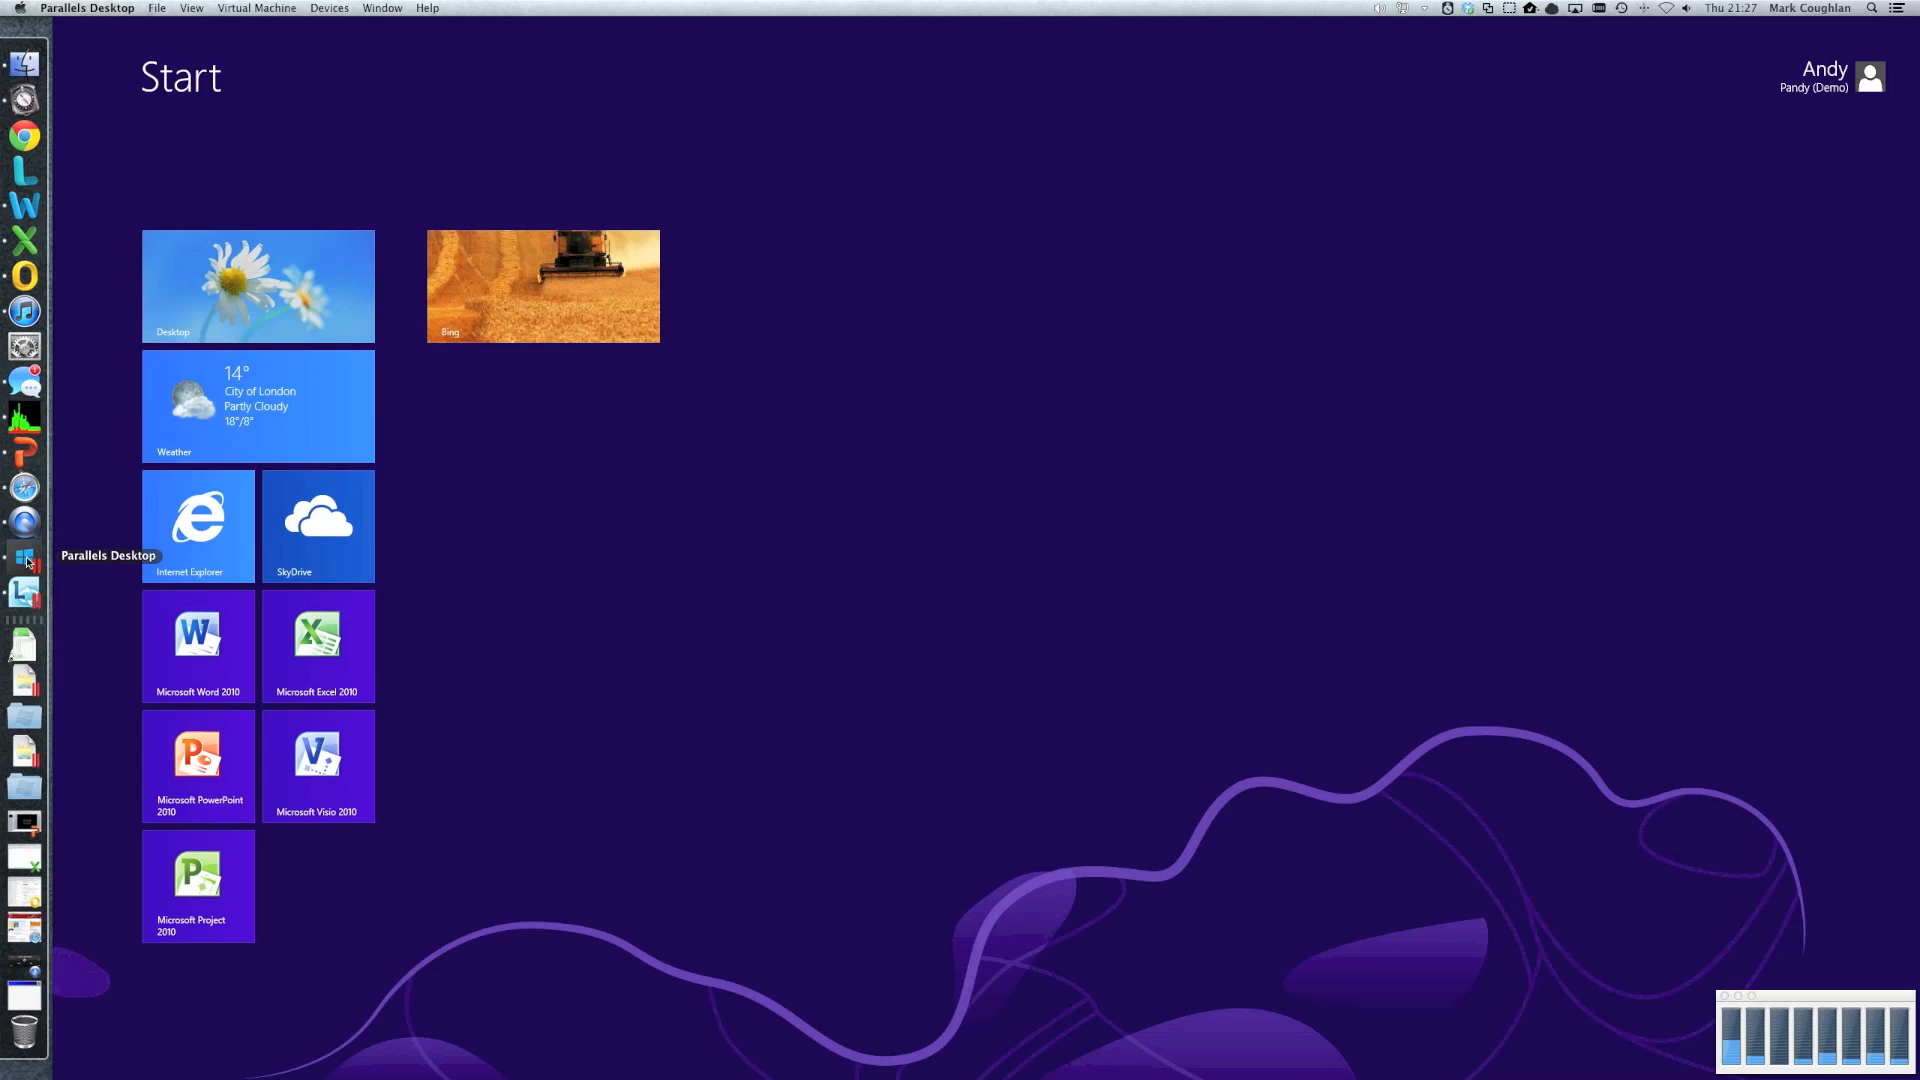 Parallels Desktop File View Virtual Machine Devices Window Help
Thu 21:27 Mark Coughlan
Start
Andy
Pandy (Demo)
Desktop
Bing
14°
City of London
Partly Cloudy
18°/8°
Weather
Parallels Desktop
Internet Explorer
SkyDrive
Microsoft Word 2010
Microsoft Excel 2010
Microsoft PowerPoint
2010
Microsoft Visio 2010
Microsoft Project
2010